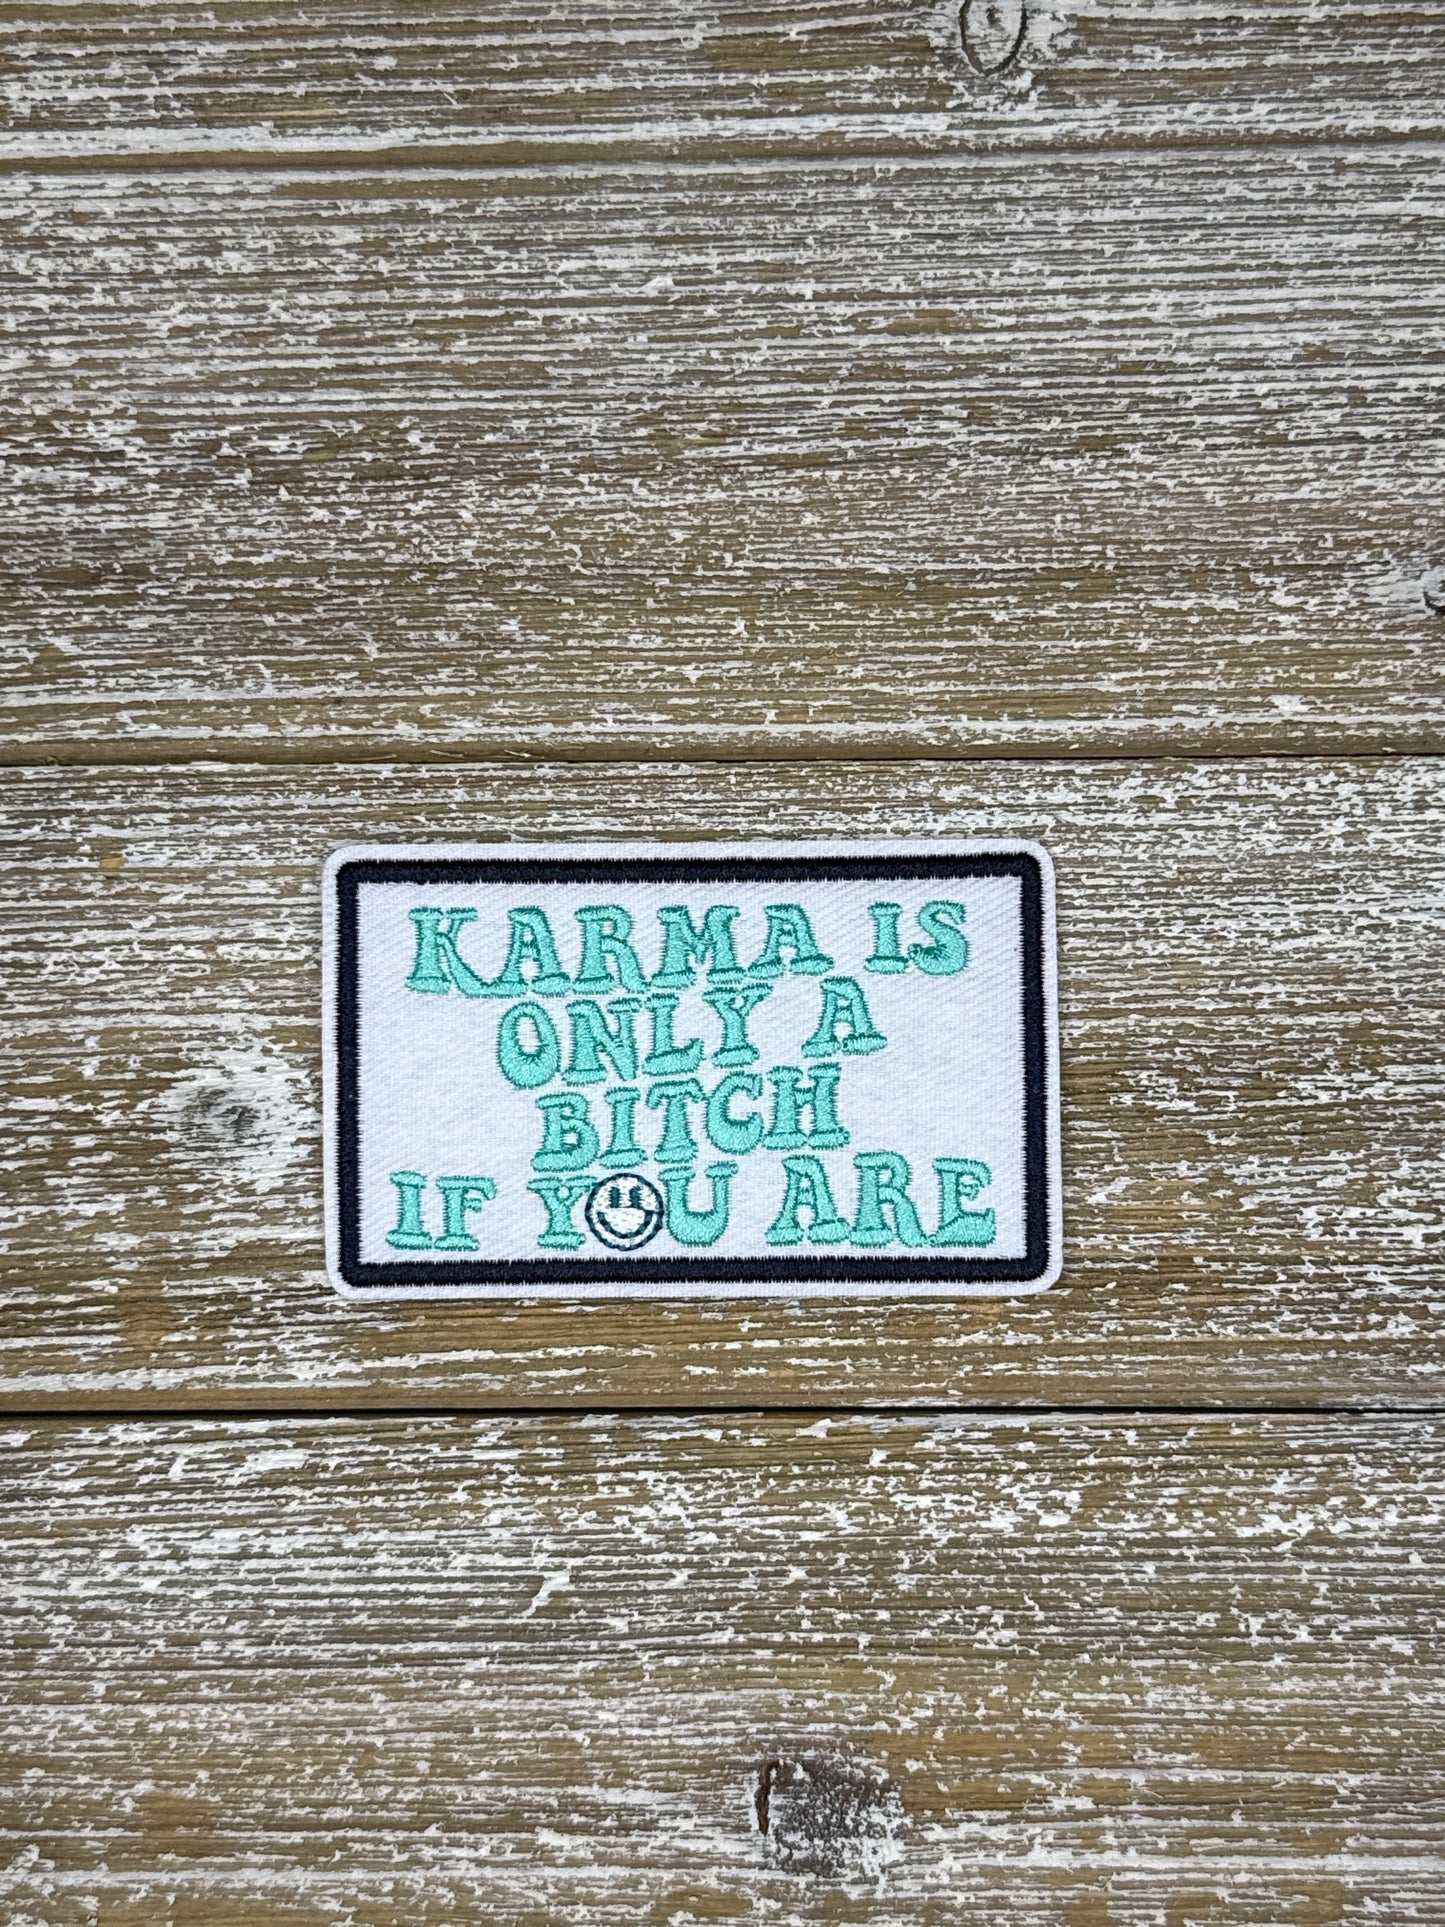 KARMA IS
ONLY A
BITCH
IF YOU ARE